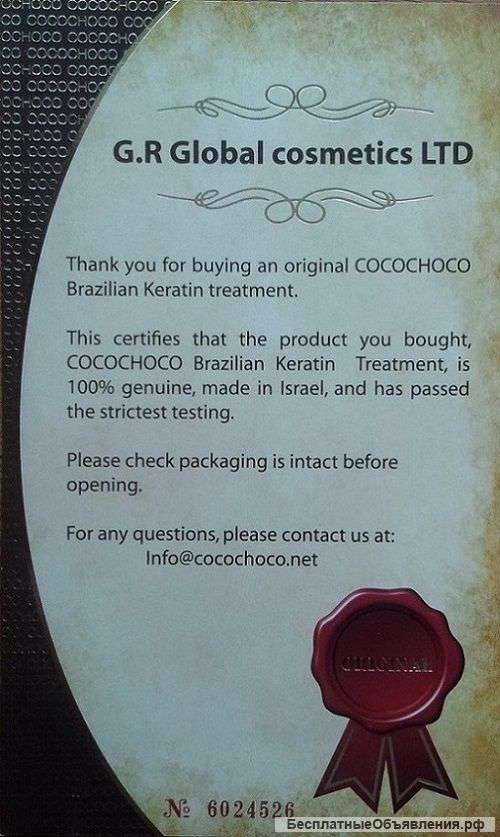 G.R Global cosmetics LTD
Thank you for buying an original COCOCHOCO
Brazilian Keratin treatment.
This certifies that the product you bought,
COCOCHOCO Brazilian Keratin Treatment, is
100% genuine, made in Israel, and has passed
the strictest testing.
Please check packaging is intact before
opening.
For any questions, please contact us at:
Info@cocochoco.net
ORIGINAL
№ 6024526
БесплатныеОбъявления.рф